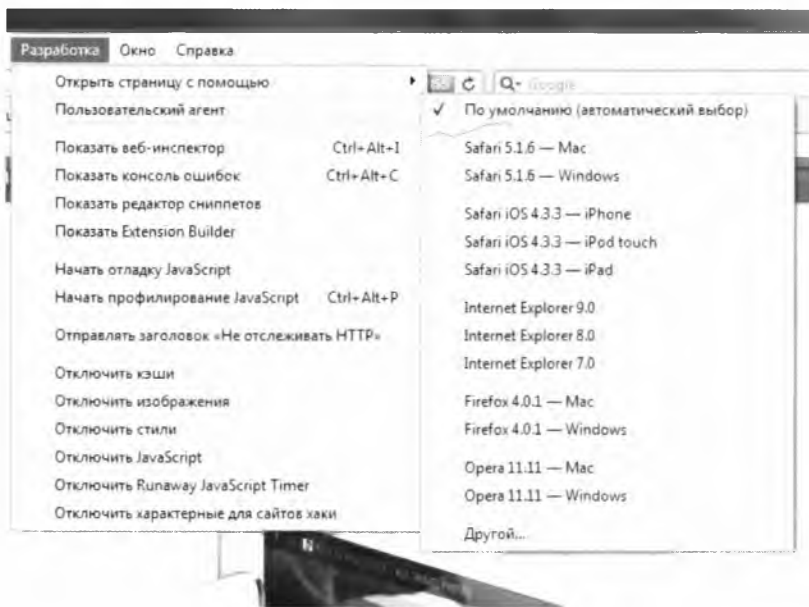 Разработка Окно Справка
Открыть страницу с помощью
Пользовательский агент
Показать веб-инспектор Ctrl+Alt+I
Показать консоль ошибок Ctrl+Alt+C
Показать редактор сниппетов
Показать Extension Builder
Начать отладку JavaScript
Начать профилирование JavaScript Ctrl+Alt+P
Отправлять заголовок «Не отслеживать HTTP»
Отключить кэши
Отключить изображения
Отключить стили
Отключить JavaScript
Отключить Runaway JavaScript Timer
Отключить характерные для сайтов хаки
Google
По умолчанию (автоматический выбор)
Safari 5.1.6 — Mac
Safari 5.1.6 — Windows
Safari iOS 4.3.3 — iPhone
Safari iOS 4.3.3 — iPod touch
Safari iOS 4.3.3 — iPad
Internet Explorer 9.0
Internet Explorer 8.0
Internet Explorer 7.0
Firefox 4.0.1 — Mac
Firefox 4.0.1 — Windows
Opera 11.11 — Mac
Opera 11.11 — Windows
Другой...